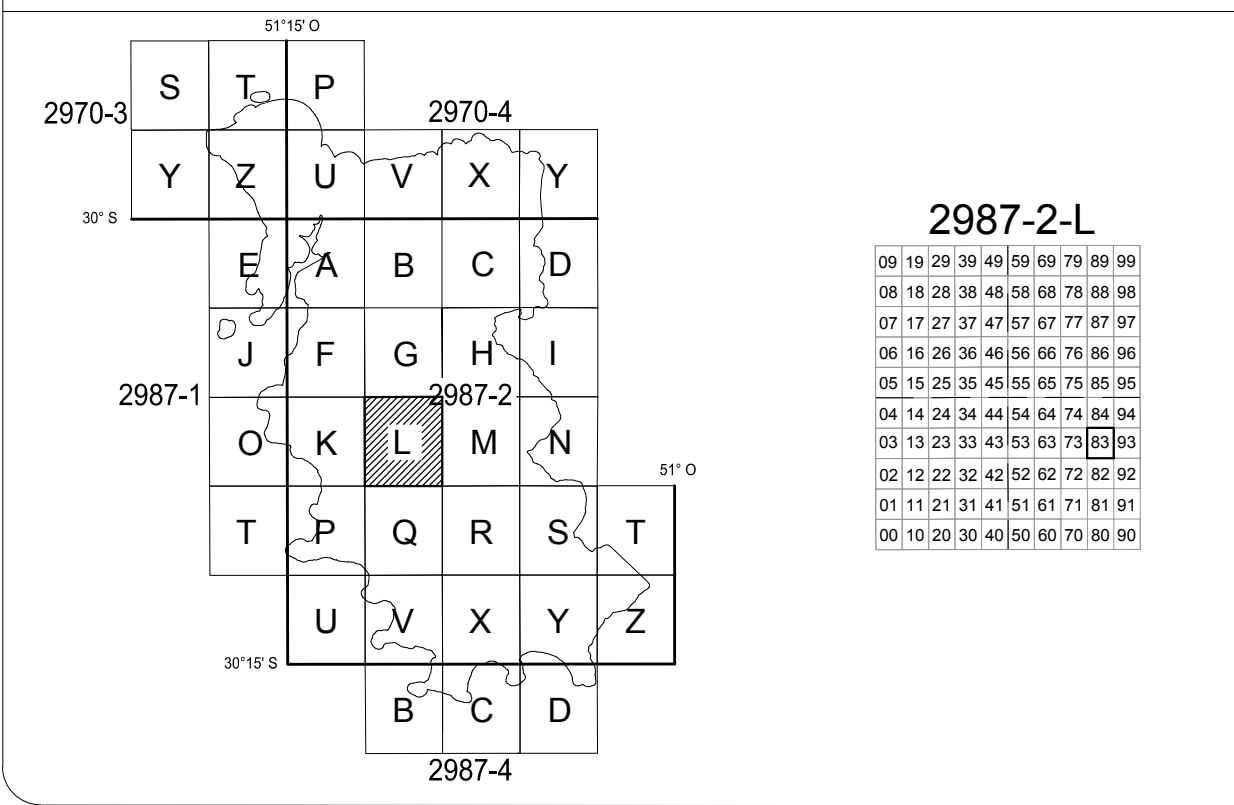 51°15' O
S T P
2970-3 2970-4
Y Z U V X Y
30° S
E A B C D
J F G H I
2987-1 2987-2
O K L M N
51° O
T P Q R S T
U V X Y Z
30°15' S
B C D
2987-4
2987-2-L
09 19 29 39 49 59 69 79 89 99
08 18 28 38 48 58 68 78 88 98
07 17 27 37 47 57 67 77 87 97
06 16 26 36 46 56 66 76 86 96
05 15 25 35 45 55 65 75 85 95
04 14 24 34 44 54 64 74 84 94
03 13 23 33 43 53 63 73 83 93
02 12 22 32 42 52 62 72 82 92
01 11 21 31 41 51 61 71 81 91
00 10 20 30 40 50 60 70 80 90